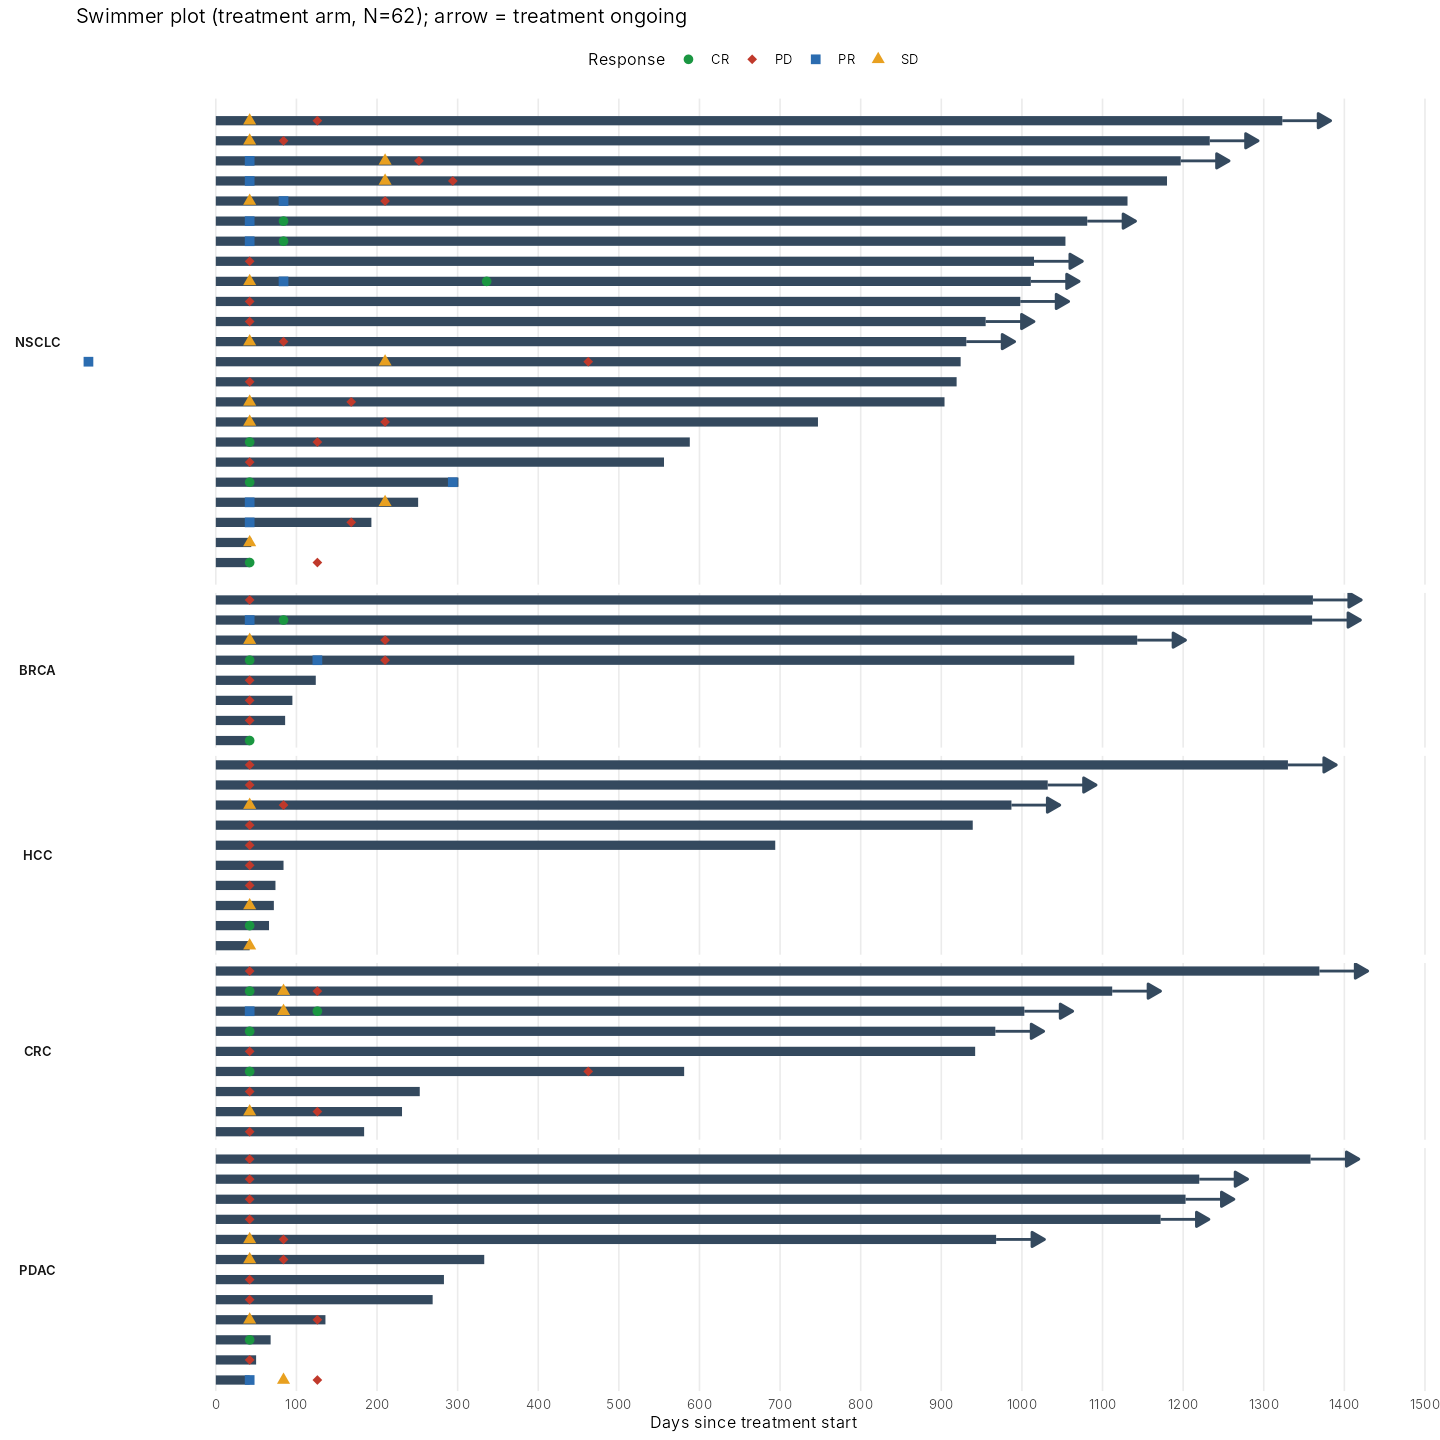 Swimmer plot (treatment arm, N=62); arrow = treatment ongoing
Response CR PD PR SD
NSCLC
BRCA
HCC
CRC
PDAC
0 100 200 300 400 500 600 700 800 900 1000 1100 1200 1300 1400 1500
Days since treatment start